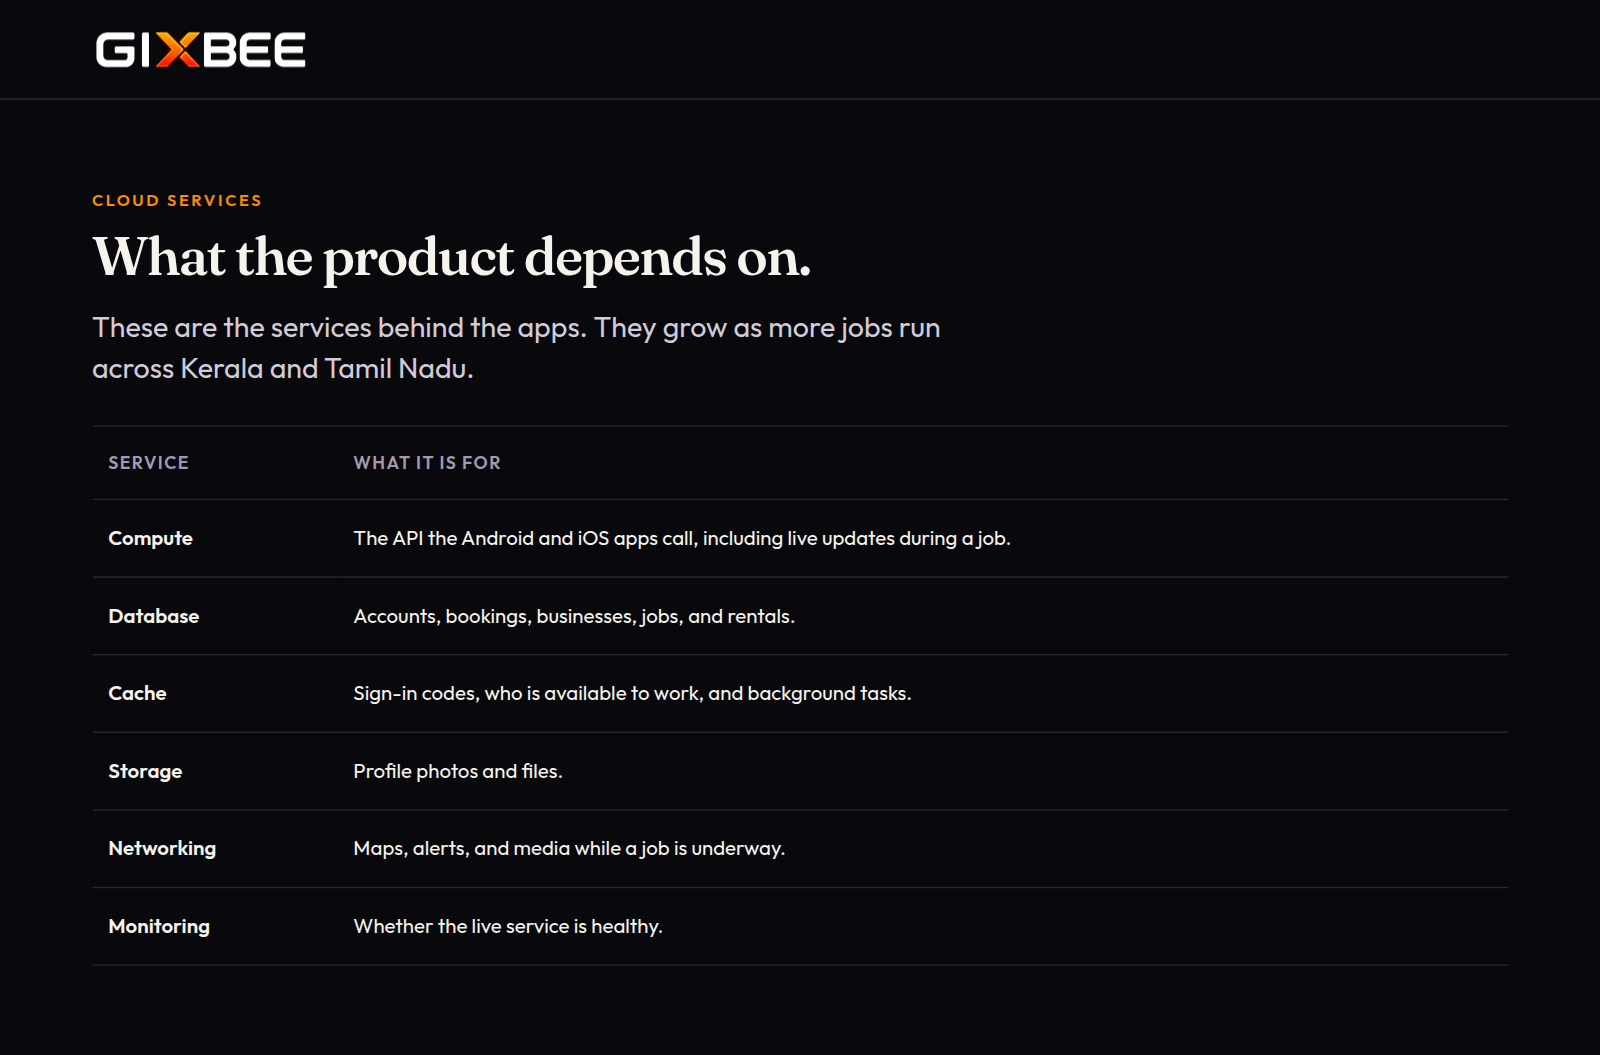 GIXBEE
CLOUD SERVICES
What the product depends on.
These are the services behind the apps. They grow as more jobs run
across Kerala and Tamil Nadu.
SERVICE WHAT IT IS FOR
Compute The API the Android and iOS apps call, including live updates during a job.
Database Accounts, bookings, businesses, jobs, and rentals.
Cache Sign-in codes, who is available to work, and background tasks.
Storage Profile photos and files.
Networking Maps, alerts, and media while a job is underway.
Monitoring Whether the live service is healthy.